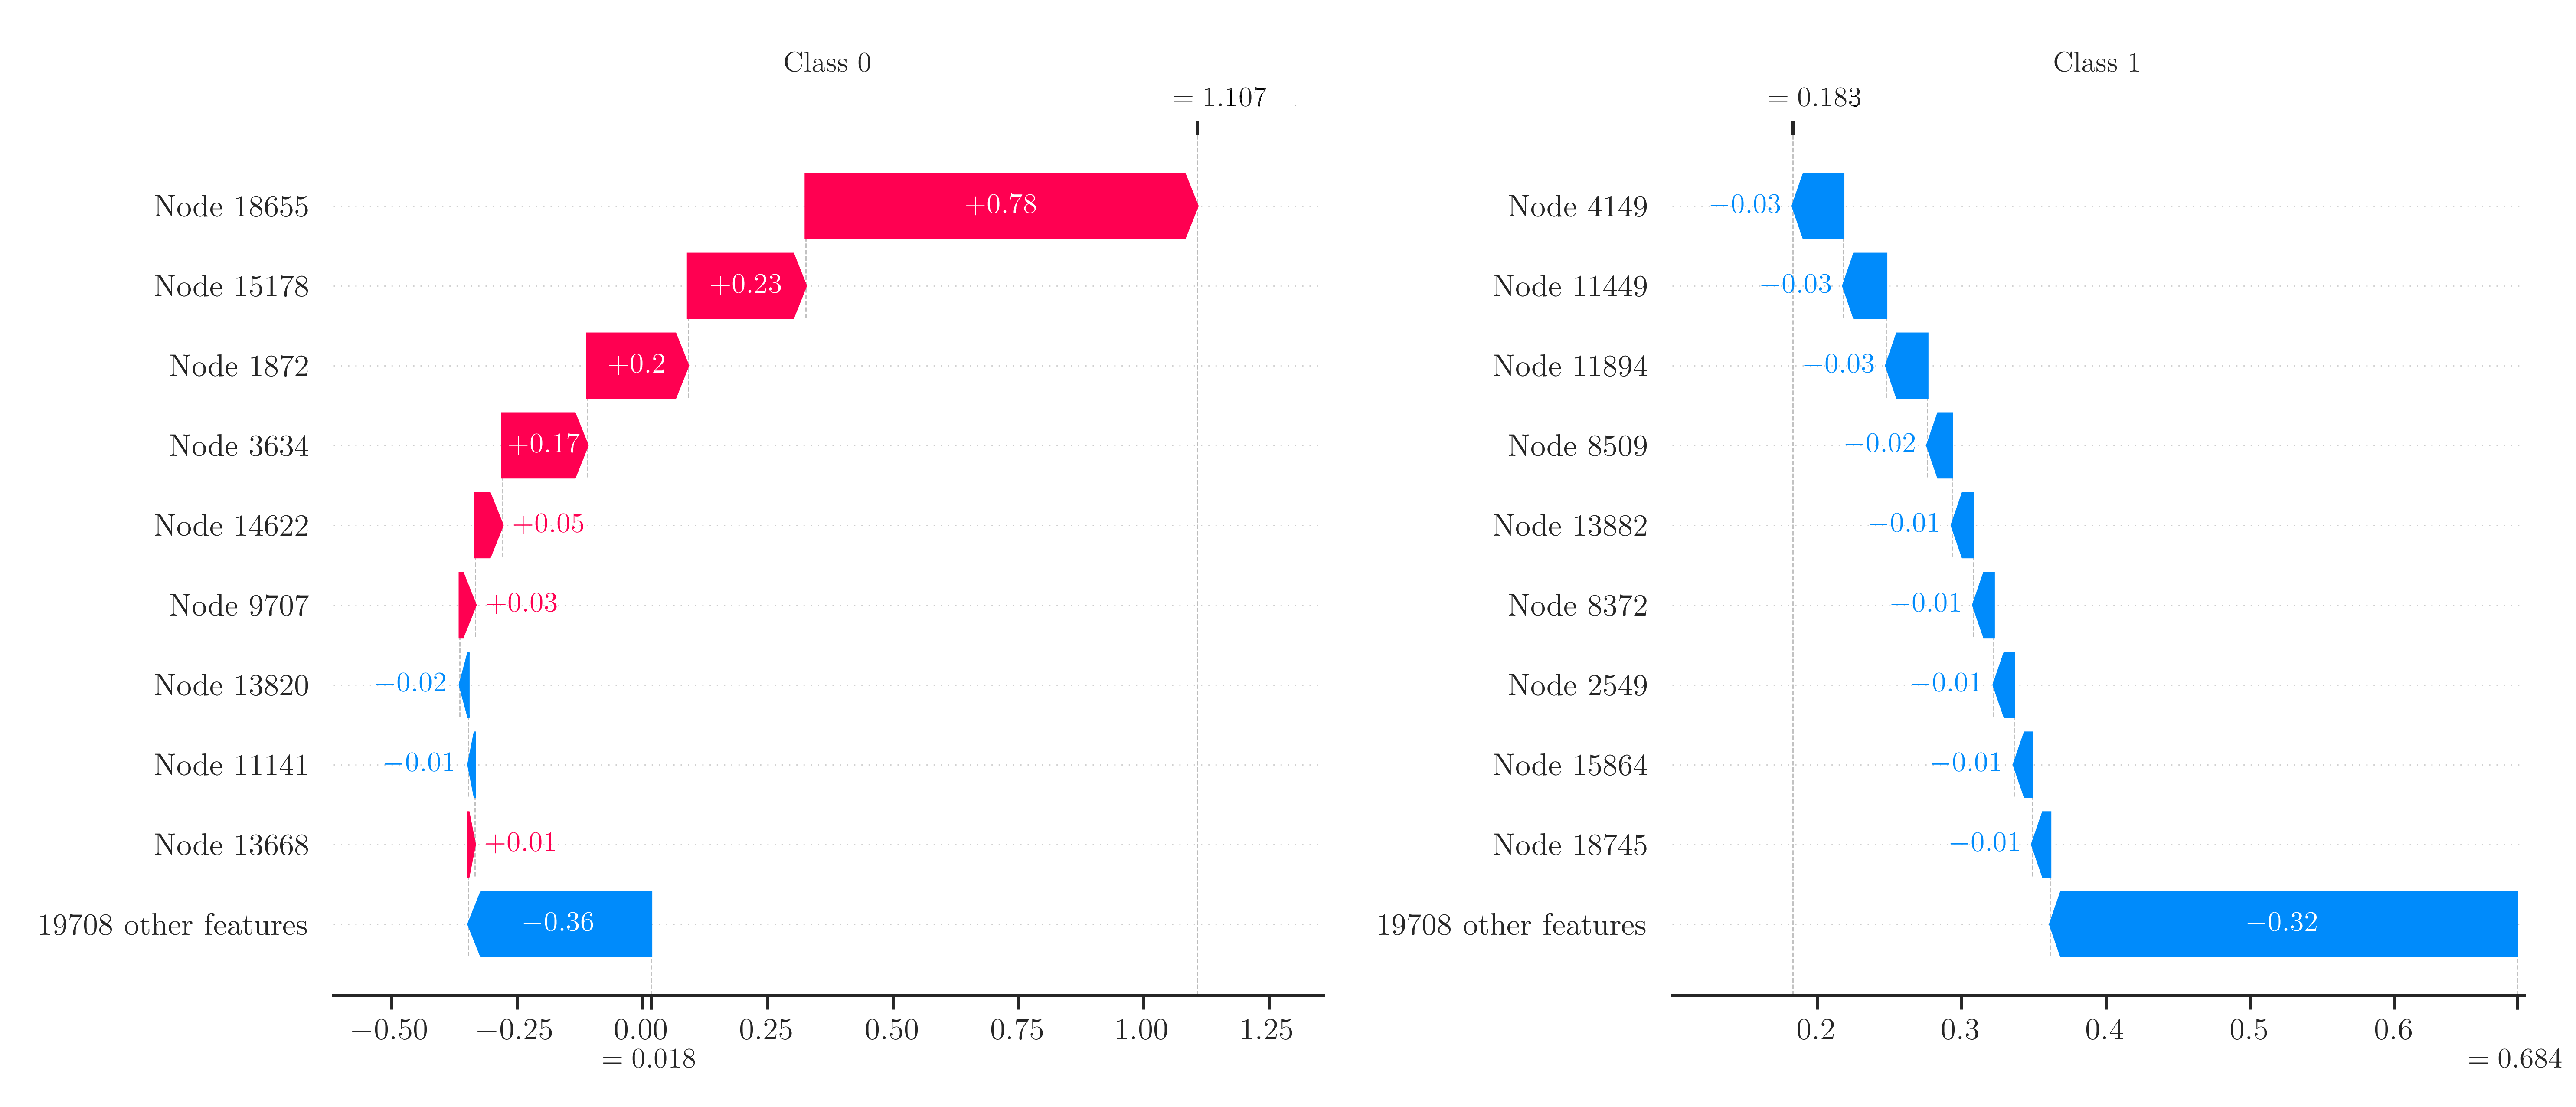 Class 0
= 1.107
Node 18655
+0.78
Node 15178
+0.23
Node 1872
+0.2
Node 3634
+0.17
Node 14622
+0.05
Node 9707
+0.03
Node 13820
−0.02
Node 11141
−0.01
Node 13668
+0.01
19708 other features
−0.36
−0.50 −0.25 0.00 0.25 0.50 0.75 1.00 1.25
= 0.018
Class 1
= 0.183
Node 4149
−0.03
Node 11449
−0.03
Node 11894
−0.03
Node 8509
−0.02
Node 13882
−0.01
Node 8372
−0.01
Node 2549
−0.01
Node 15864
−0.01
Node 18745
−0.01
19708 other features
−0.32
0.2 0.3 0.4 0.5 0.6
= 0.684